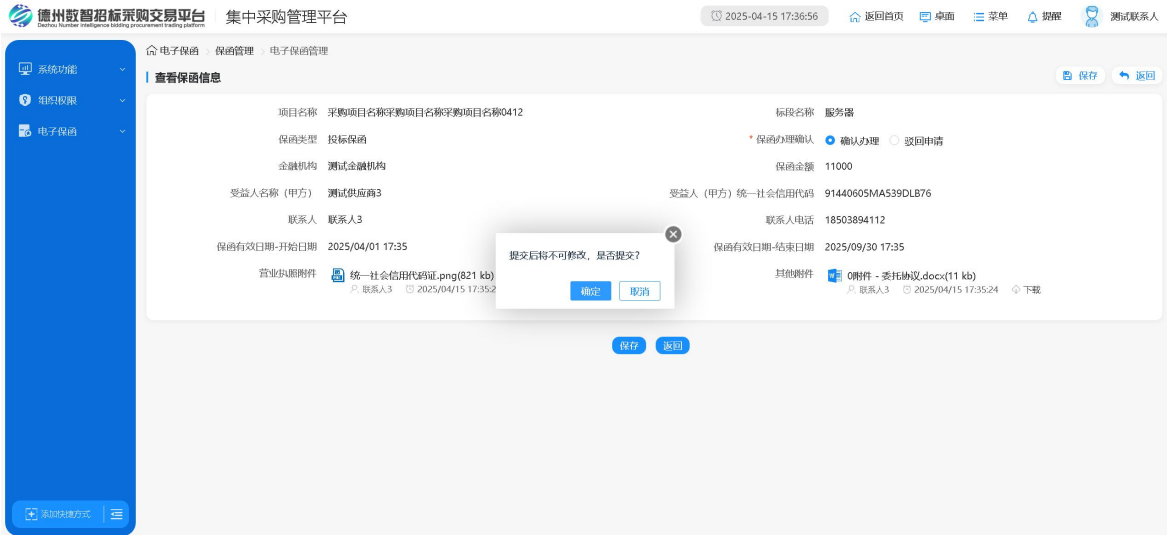 德州数智招标采购交易平台
Dezhou Number intelligence bidding procurement trading platform
集中采购管理平台
2025-04-15 17:36:56
返回首页
桌面
菜单
提醒
测试联系人
系统功能
组织权限
电子保函
添加快捷方式
电子保函 > 保函管理 > 电子保函管理
查看保函信息
保存
返回
项目名称 采购项目名称采购项目名称采购项目名称0412
标段名称 服务器
保函类型 投标保函
* 保函办理确认 确认办理 驳回申请
金融机构 测试金融机构
保函金额 11000
受益人名称（甲方） 测试供应商3
受益人（甲方）统一社会信用代码 91440605MA539DLB76
联系人 联系人3
联系人电话 18503894112
保函有效日期-开始日期 2025/04/01 17:35
保函有效日期-结束日期 2025/09/30 17:35
营业执照附件 统一社会信用代码证.png(821 kb)
联系人3 2025/04/15 17:35:2
其他附件 0附件 - 委托协议.docx(11 kb)
联系人3 2025/04/15 17:35:24 下载
提交后将不可修改，是否提交?
确定
取消
保存
返回